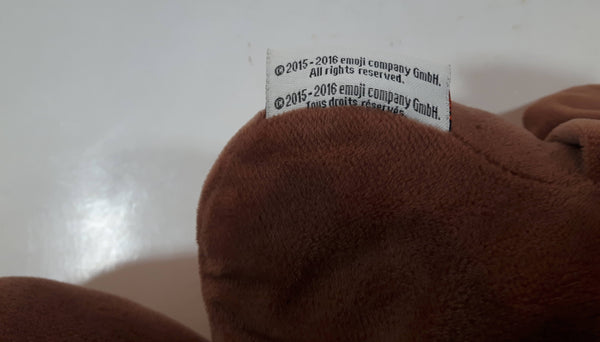 ©2015-2016 emoji company GmbH.
All rights reserved.
©2015-2016 emoji company GmbH.
Tous droits réservés.